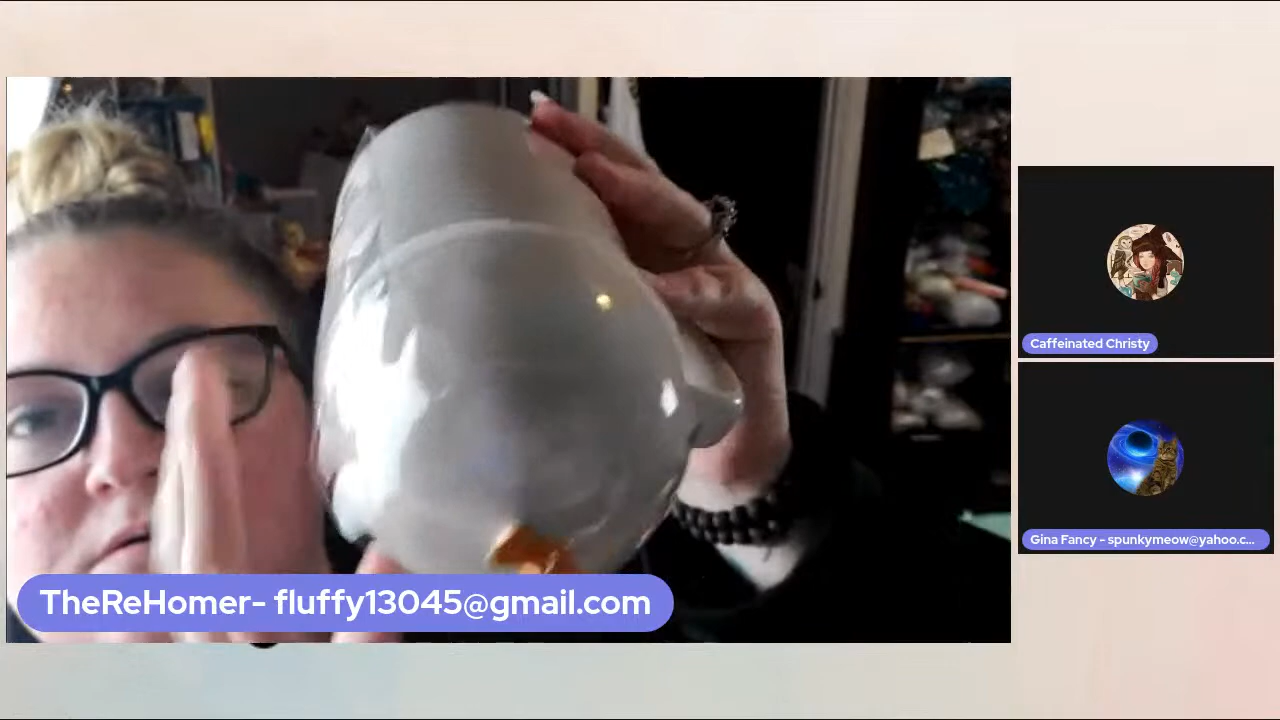 TheReHomer- fluffy13045@gmail.com
Caffeinated Christy
Gina Fancy - spunkymeow@yahoo.c...